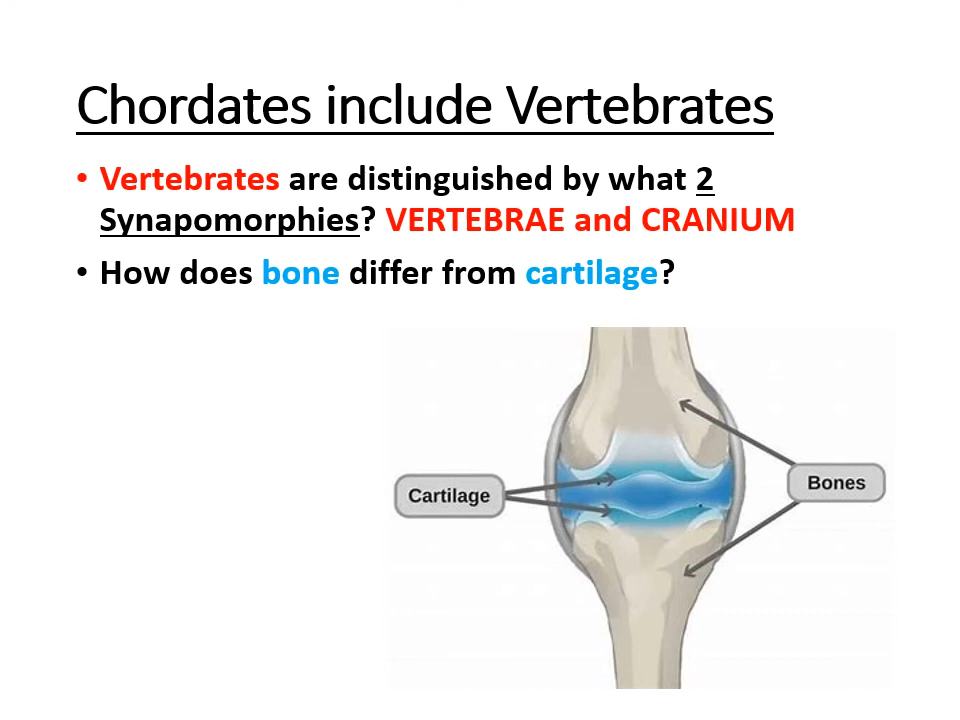 Chordates include Vertebrates
• Vertebrates are distinguished by what 2
Synapomorphies? VERTEBRAE and CRANIUM
• How does bone differ from cartilage?
Cartilage
Bones